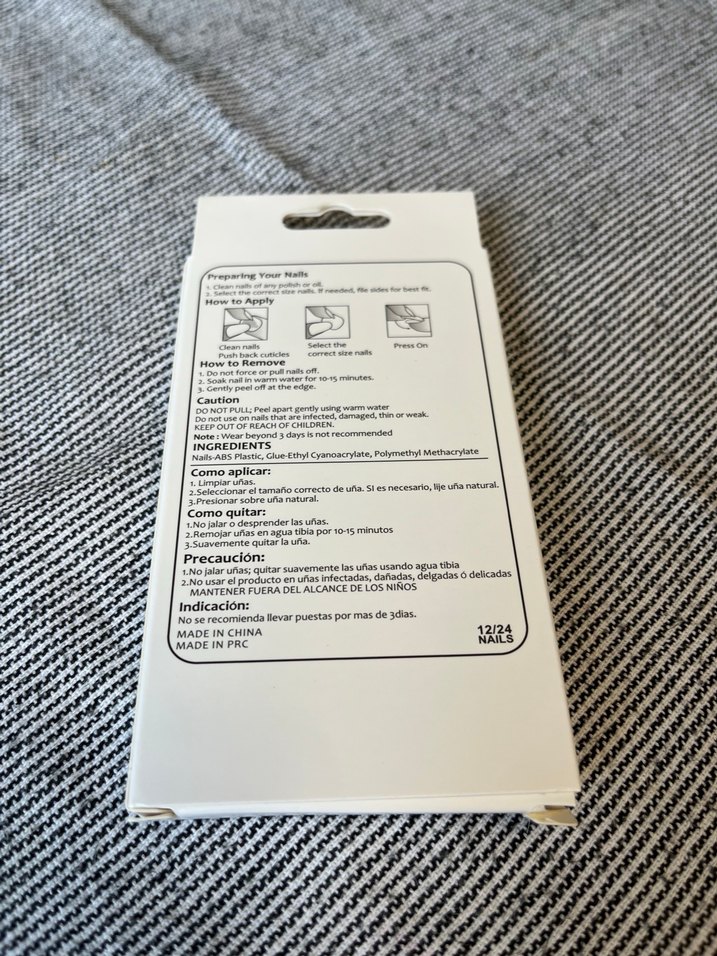 Preparing Your Nails
1. Clean nails of any polish or oil.
2. Select the correct size nails. If needed, file sides for best fit.
How to Apply
Clean nails
Push back cuticles
Select the
correct size nails
Press On
How to Remove
1. Do not force or pull nails off.
2. Soak nail in warm water for 10-15 minutes.
3. Gently peel off at the edge.
Caution
DO NOT PULL; Peel apart gently using warm water
Do not use on nails that are infected, damaged, thin or weak.
KEEP OUT OF REACH OF CHILDREN.
Note : Wear beyond 3 days is not recommended
INGREDIENTS
Nails-ABS Plastic, Glue-Ethyl Cyanoacrylate, Polymethyl Methacrylate
Como aplicar:
1. Limpiar uñas.
2.Seleccionar el tamaño correcto de uña. SI es necesario, lije uña natural.
3.Presionar sobre uña natural.
Como quitar:
1.No jalar o desprender las uñas.
2.Remojar uñas en agua tibia por 10-15 minutos
3.Suavemente quitar la uña.
Precaución:
1.No jalar uñas; quitar suavemente las uñas usando agua tibia
2.No usar el producto en uñas infectadas, dañadas, delgadas ó delicadas
MANTENER FUERA DEL ALCANCE DE LOS NIÑOS
Indicación:
No se recomienda llevar puestas por mas de 3dias.
MADE IN CHINA
MADE IN PRC
12/24
NAILS